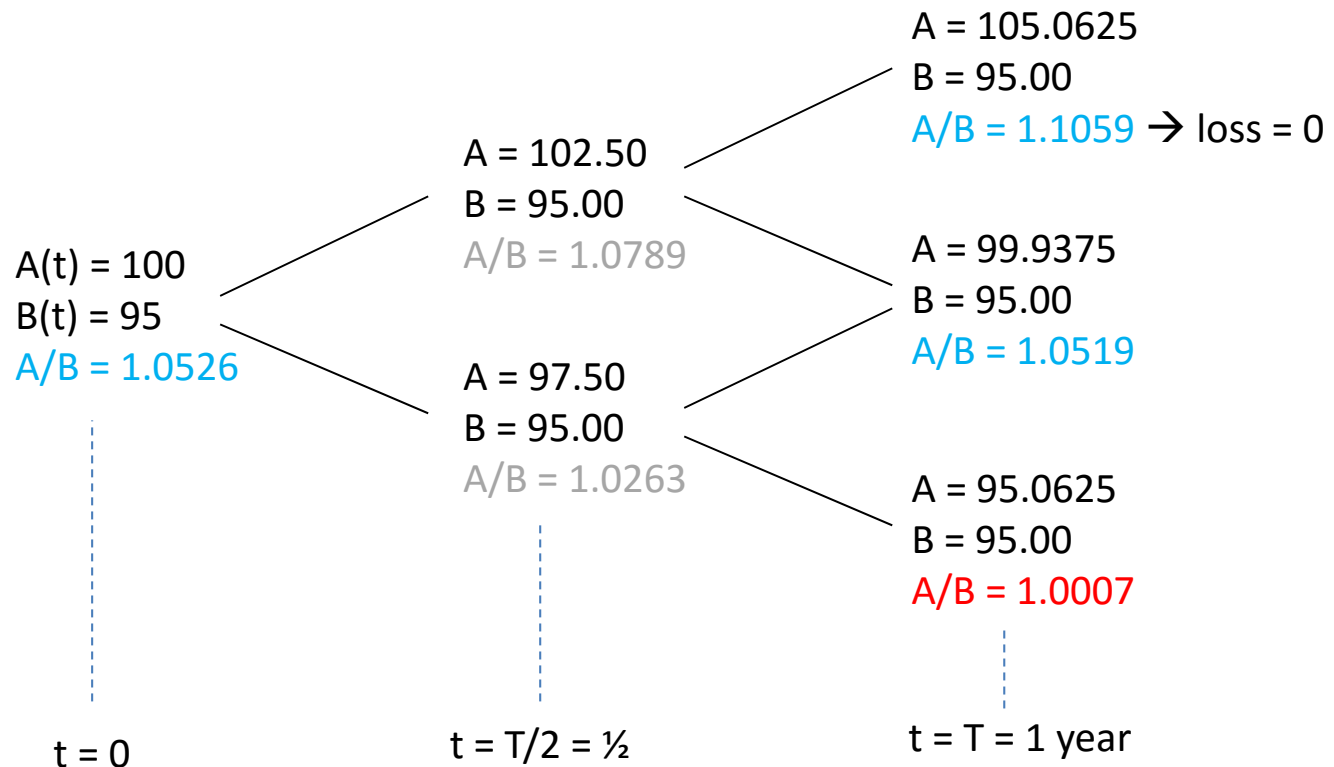 A(t) = 100
B(t) = 95
A/B = 1.0526
A = 102.50
B = 95.00
A/B = 1.0789
A = 97.50
B = 95.00
A/B = 1.0263
A = 105.0625
B = 95.00
A/B = 1.1059 → loss = 0
A = 99.9375
B = 95.00
A/B = 1.0519
A = 95.0625
B = 95.00
A/B = 1.0007
t = 0
t = T/2 = ½
t = T = 1 year